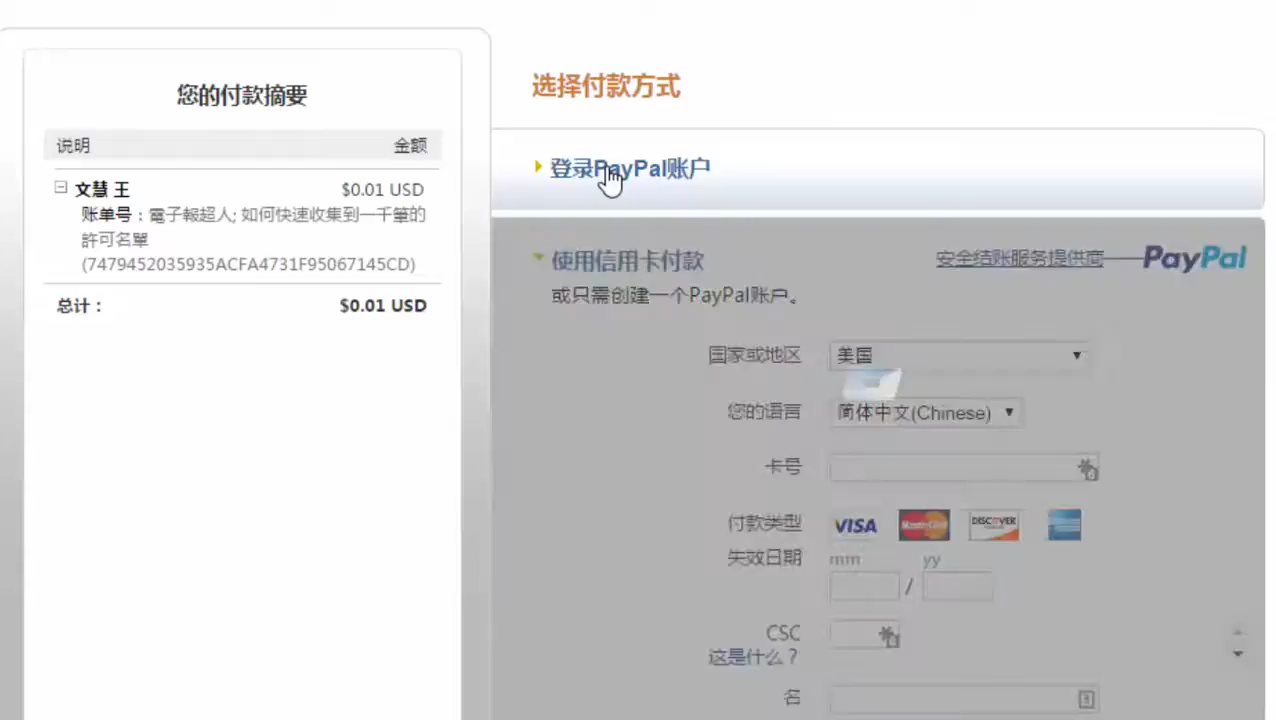 您的付款摘要
说明 金额
文慧 王 $0.01 USD
账单号：電子報超人; 如何快速收集到一千筆的
許可名單
(7479452035935ACFA4731F95067145CD)
总计： $0.01 USD
选择付款方式
登录PayPal账户
使用信用卡付款 安全结账服务提供商 PayPal
或只需创建一个PayPal账户。
国家或地区 美国
您的语言 简体中文(Chinese)
卡号
付款类型 VISA MasterCard DISCOVER
失效日期 mm yy
/
CSC
这是什么？
名